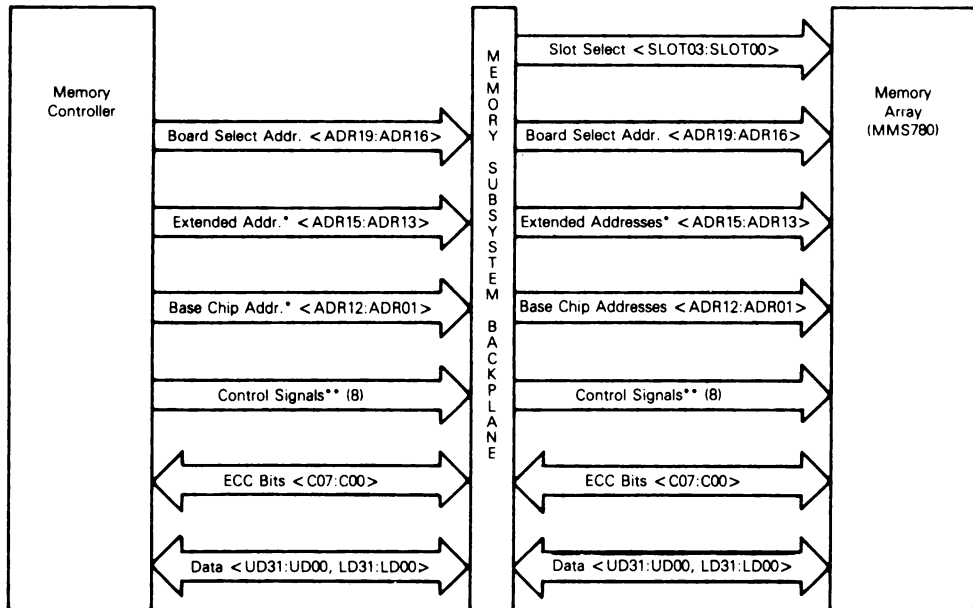 Memory
Controller
MEMORY SUBSYSTEM BACKPLANE
Memory
Array
(MMS780)
Slot Select <SLOT03:SLOT00>
Board Select Addr. <ADR19:ADR16>
Board Select Addr. <ADR19:ADR16>
Extended Addr.* <ADR15:ADR13>
Extended Addresses* <ADR15:ADR13>
Base Chip Addr.* <ADR12:ADR01>
Base Chip Addresses <ADR12:ADR01>
Control Signals** (8)
Control Signals** (8)
ECC Bits <C07:C00>
ECC Bits <C07:C00>
Data <UD31:UD00, LD31:LD00>
Data <UD31:UD00, LD31:LD00>